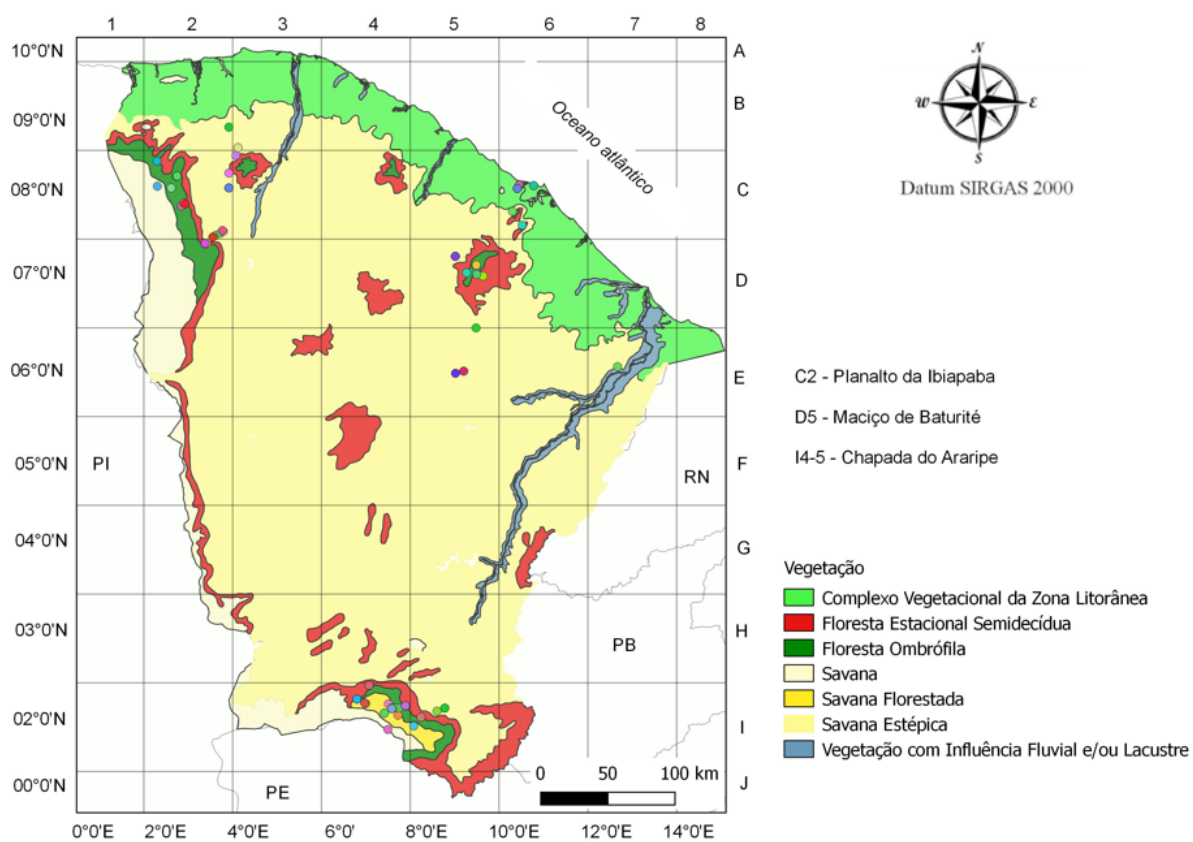 1 2 3 4 5 6 7 8
10°0'N A
B
09°0'N
Oceano atlântico
08°0'N C
07°0'N D
06°0'N E
05°0'N PI F RN
04°0'N G
03°0'N H PB
02°0'N I
00°0'N J
PE
0 50 100 km
0°0'E 2°0'E 4°0'E 6°0' 8°0'E 10°0'E 12°0'E 14°0'E
N
W E
S
Datum SIRGAS 2000
C2 - Planalto da Ibiapaba
D5 - Maciço de Baturité
I4-5 - Chapada do Araripe
Vegetação
Complexo Vegetacional da Zona Litorânea
Floresta Estacional Semidecídua
Floresta Ombrófila
Savana
Savana Florestada
Savana Estépica
Vegetação com Influência Fluvial e/ou Lacustre